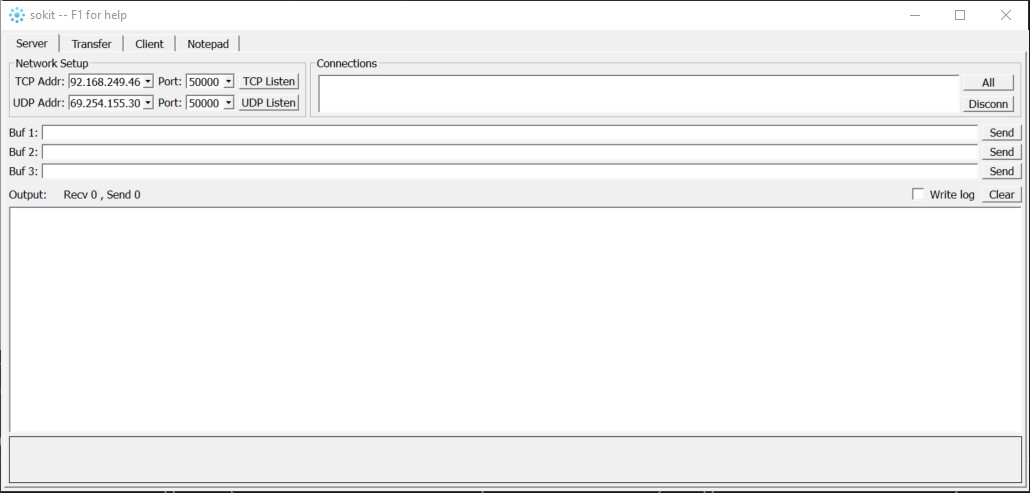 sokit -- F1 for help
Server Transfer Client Notepad
Network Setup
Connections
TCP Addr: 92.168.249.46 Port: 50000 TCP Listen
All
UDP Addr: 69.254.155.30 Port: 50000 UDP Listen
Disconn
Buf 1: Send
Buf 2: Send
Buf 3: Send
Output: Recv 0 , Send 0 Write log Clear